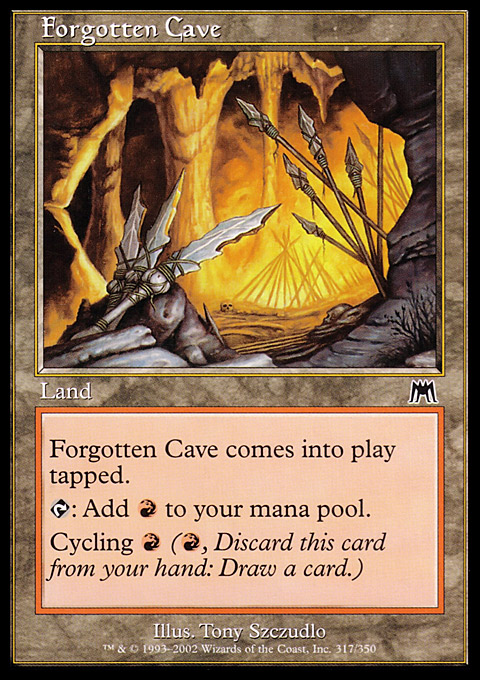 Forgotten Cave
Land
Forgotten Cave comes into play
tapped.
: Add to your mana pool.
Cycling (, Discard this card
from your hand: Draw a card.)
Illus. Tony Szczudlo
™ & © 1993-2002 Wizards of the Coast, Inc. 317/350